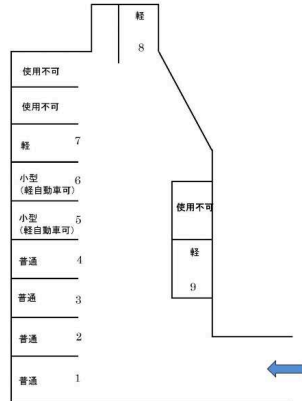 軽
8
使用不可
使用不可
軽 7
小型 6
(軽自動車可)
小型 5
(軽自動車可)
普通 4
普通 3
普通 2
普通 1
使用不可
軽
9